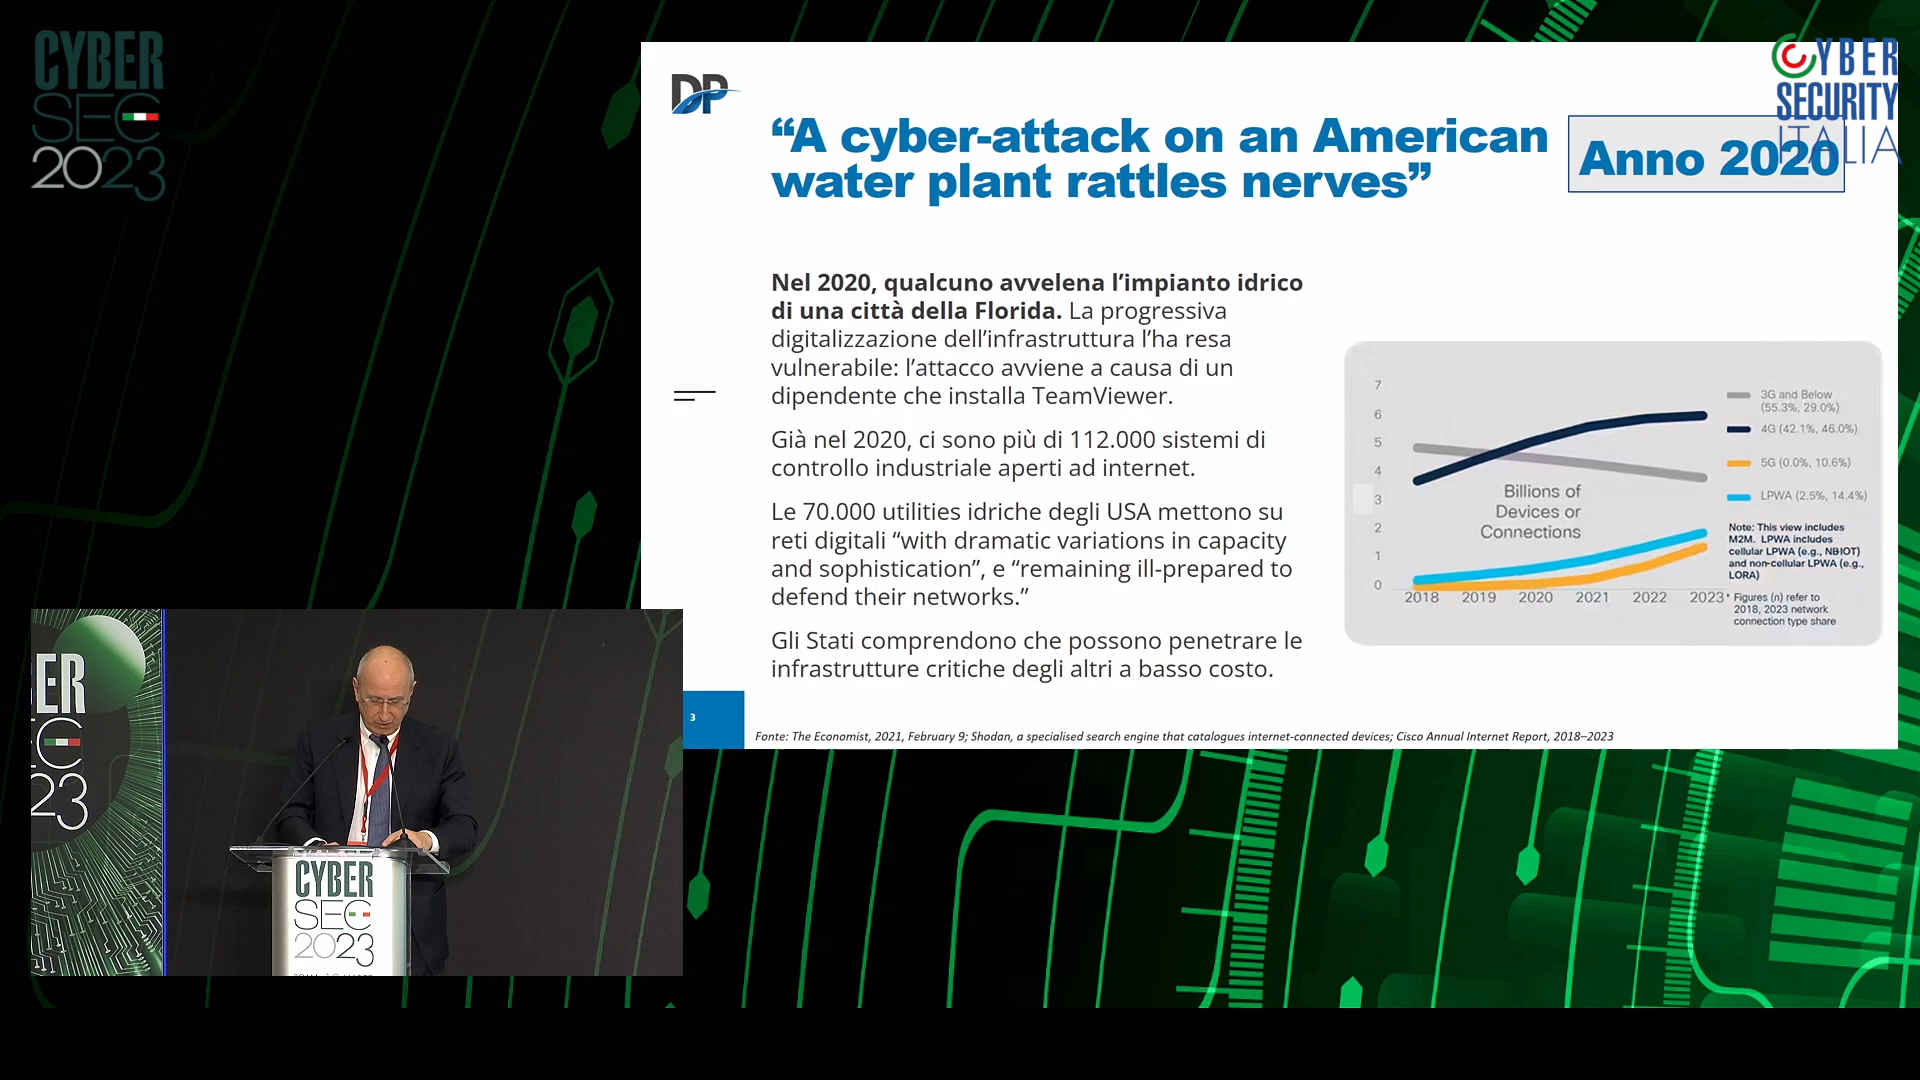 CYBER
SEC
2023
CYBER
SECURITY
ITALIA
DP
“A cyber-attack on an American
water plant rattles nerves”
Anno 2020
Nel 2020, qualcuno avvelena l’impianto idrico
di una città della Florida. La progressiva
digitalizzazione dell’infrastruttura l’ha resa
vulnerabile: l’attacco avviene a causa di un
dipendente che installa TeamViewer.
Già nel 2020, ci sono più di 112.000 sistemi di
controllo industriale aperti ad internet.
Le 70.000 utilities idriche degli USA mettono su
reti digitali “with dramatic variations in capacity
and sophistication”, e “remaining ill-prepared to
defend their networks.”
Gli Stati comprendono che possono penetrare le
infrastrutture critiche degli altri a basso costo.
7
6
5
4
3
2
1
0
Billions of
Devices or
Connections
2018 2019 2020 2021 2022 2023
3G and Below
(55.3%, 29.0%)
4G (42.1%, 46.0%)
5G (0.0%, 10.6%)
LPWA (2.5%, 14.4%)
Note: This view includes
M2M. LPWA includes
cellular LPWA (e.g., NB-IOT)
and non-cellular LPWA (e.g.,
LORA)
* Figures (n) refer to
2018, 2023 network
connection type share
3
Fonte: The Economist, 2021, February 9; Shodan, a specialised search engine that catalogues internet-connected devices; Cisco Annual Internet Report, 2018–2023
ER
23
CYBER
SEC
2023